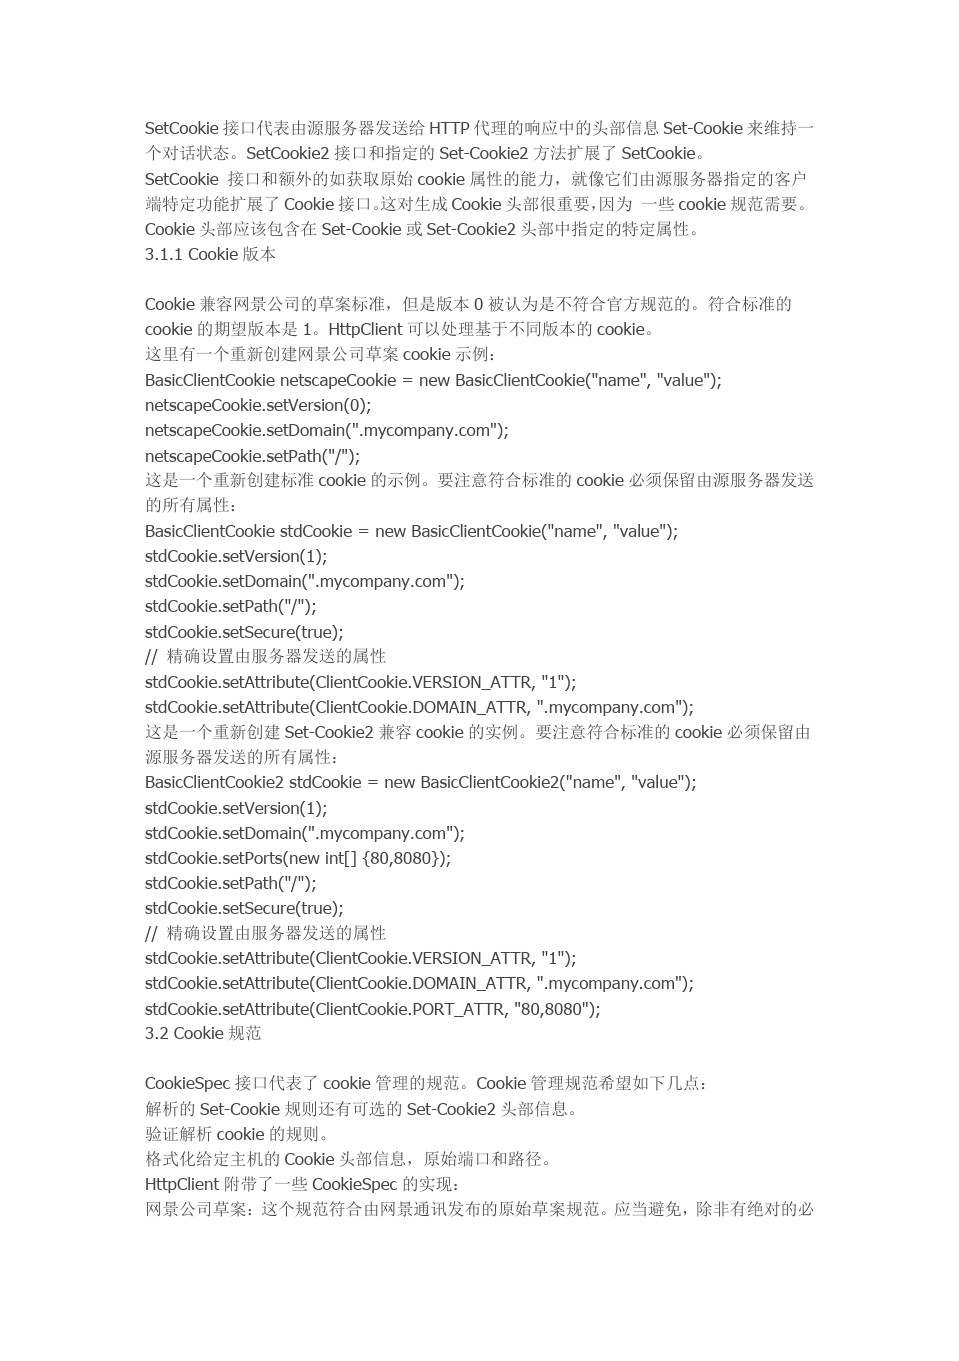 SetCookie 接口代表由源服务器发送给 HTTP 代理的响应中的头部信息 Set-Cookie 来维持一
个对话状态。SetCookie2 接口和指定的 Set-Cookie2 方法扩展了 SetCookie。
SetCookie 接口和额外的如获取原始 cookie 属性的能力，就像它们由源服务器指定的客户
端特定功能扩展了 Cookie 接口。这对生成 Cookie 头部很重要，因为 一些 cookie 规范需要。
Cookie 头部应该包含在 Set-Cookie 或 Set-Cookie2 头部中指定的特定属性。
3.1.1 Cookie 版本
Cookie 兼容网景公司的草案标准，但是版本 0 被认为是不符合官方规范的。符合标准的
cookie 的期望版本是 1。HttpClient 可以处理基于不同版本的 cookie。
这里有一个重新创建网景公司草案 cookie 示例：
BasicClientCookie netscapeCookie = new BasicClientCookie("name", "value");
netscapeCookie.setVersion(0);
netscapeCookie.setDomain(".mycompany.com");
netscapeCookie.setPath("/");
这是一个重新创建标准 cookie 的示例。要注意符合标准的 cookie 必须保留由源服务器发送
的所有属性：
BasicClientCookie stdCookie = new BasicClientCookie("name", "value");
stdCookie.setVersion(1);
stdCookie.setDomain(".mycompany.com");
stdCookie.setPath("/");
stdCookie.setSecure(true);
// 精确设置由服务器发送的属性
stdCookie.setAttribute(ClientCookie.VERSION_ATTR, "1");
stdCookie.setAttribute(ClientCookie.DOMAIN_ATTR, ".mycompany.com");
这是一个重新创建 Set-Cookie2 兼容 cookie 的实例。要注意符合标准的 cookie 必须保留由
源服务器发送的所有属性：
BasicClientCookie2 stdCookie = new BasicClientCookie2("name", "value");
stdCookie.setVersion(1);
stdCookie.setDomain(".mycompany.com");
stdCookie.setPorts(new int[] {80,8080});
stdCookie.setPath("/");
stdCookie.setSecure(true);
// 精确设置由服务器发送的属性
stdCookie.setAttribute(ClientCookie.VERSION_ATTR, "1");
stdCookie.setAttribute(ClientCookie.DOMAIN_ATTR, ".mycompany.com");
stdCookie.setAttribute(ClientCookie.PORT_ATTR, "80,8080");
3.2 Cookie 规范
CookieSpec 接口代表了 cookie 管理的规范。Cookie 管理规范希望如下几点：
解析的 Set-Cookie 规则还有可选的 Set-Cookie2 头部信息。
验证解析 cookie 的规则。
格式化给定主机的 Cookie 头部信息，原始端口和路径。
HttpClient 附带了一些 CookieSpec 的实现：
网景公司草案：这个规范符合由网景通讯发布的原始草案规范。应当避免，除非有绝对的必